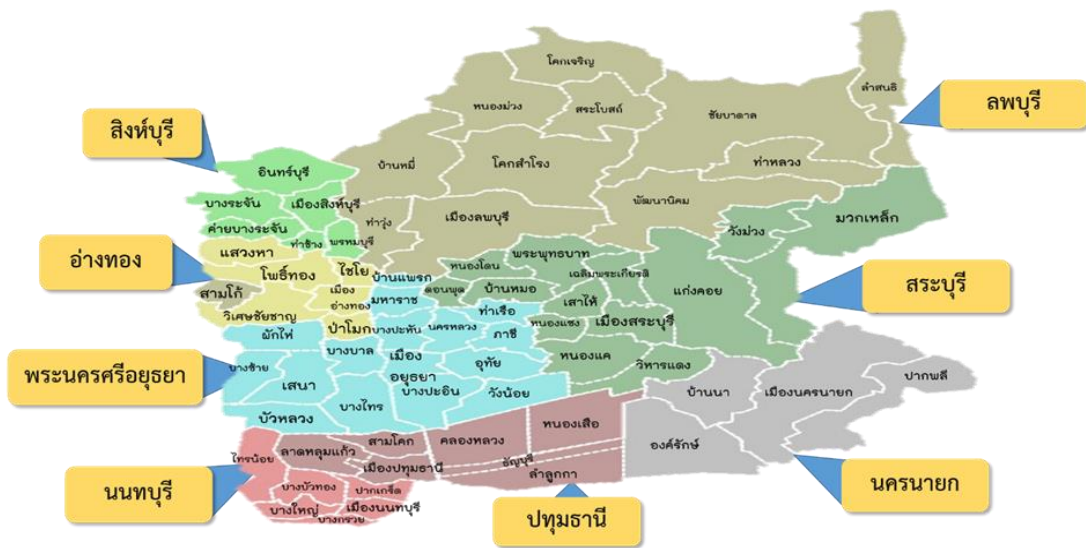 โคกเจริญ
ลำสนธิ
ลพบุรี
หนองม่วง
สระโบสถ์
ชัยบาดาล
สิงห์บุรี
อินทร์บุรี
บ้านหมี่
โคกสำโรง
ท่าหลวง
บางระจัน
เมืองสิงห์บุรี
พัฒนานิคม
มวกเหล็ก
ค่ายบางระจัน
ท่าช้าง
พรหมบุรี
ท่าวุ้ง
เมืองลพบุรี
วังม่วง
อ่างทอง
แสวงหา
โพธิ์ทอง
ไชโย
บ้านแพรก
หนองโดน
พระพุทธบาท
เฉลิมพระเกียรติ
แก่งคอย
สระบุรี
สามโก้
เมือง
อ่างทอง
มหาราช
ดอนพุด
บ้านหมอ
เสาไห้
วิเศษชัยชาญ
ป่าโมก
บางปะหัน
นครหลวง
ท่าเรือ
หนองแซง
เมืองสระบุรี
ผักไห่
ภาชี
พระนครศรีอยุธยา
บางซ้าย
บางบาล
เมือง
อยุธยา
อุทัย
หนองแค
วิหารแดง
เสนา
บางปะอิน
วังน้อย
บ้านนา
เมืองนครนายก
ปากพลี
บัวหลวง
บางไทร
ไทรน้อย
ลาดหลุมแก้ว
สามโคก
คลองหลวง
หนองเสือ
องค์รักษ์
เมืองปทุมธานี
ธัญบุรี
ลำลูกกา
นนทบุรี
บางบัวทอง
ปากเกร็ด
บางใหญ่
เมืองนนทบุรี
บางกรวย
ปทุมธานี
นครนายก